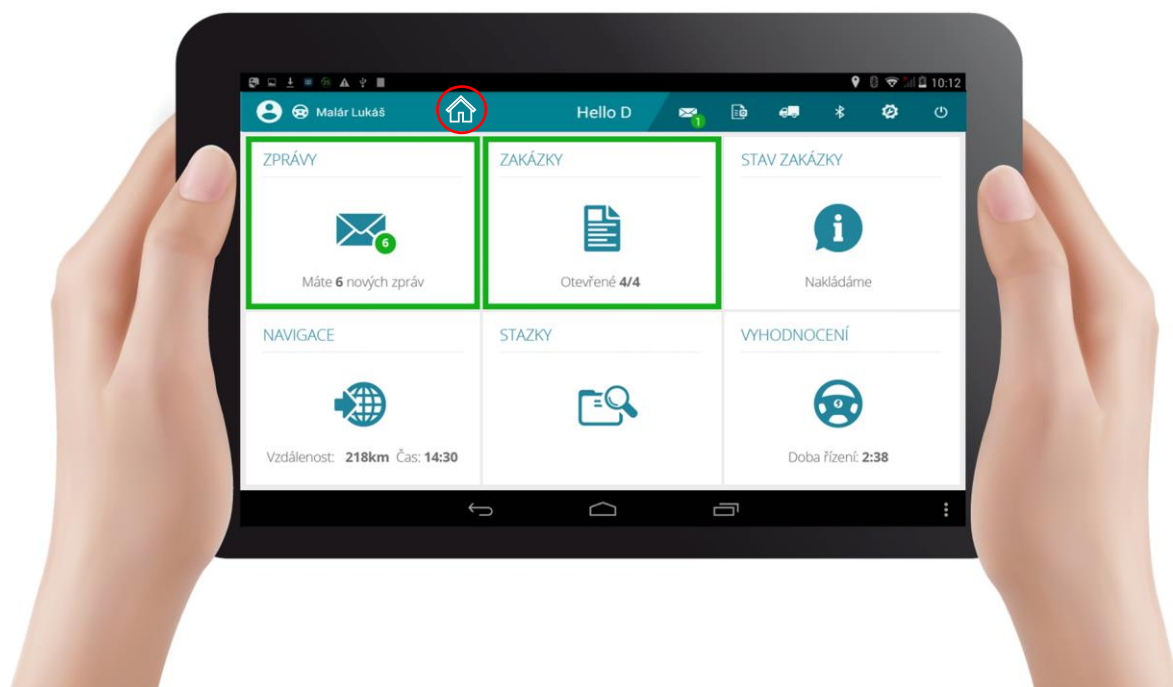 10:12
Malár Lukáš
Hello D
1
ZPRÁVY
6
Máte 6 nových zpráv
ZAKÁZKY
Otevřené 4/4
STAV ZAKÁZKY
i
Nakládáme
NAVIGACE
Vzdálenost: 218km Čas: 14:30
STAZKY
VYHODNOCENÍ
Doba řízení: 2:38